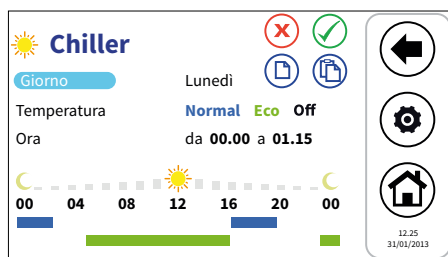 Chiller
Giorno Lunedì
Temperatura Normal Eco Off
Ora da 00.00 a 01.15
00 04 08 12 16 20 00
12.25
31/01/2013